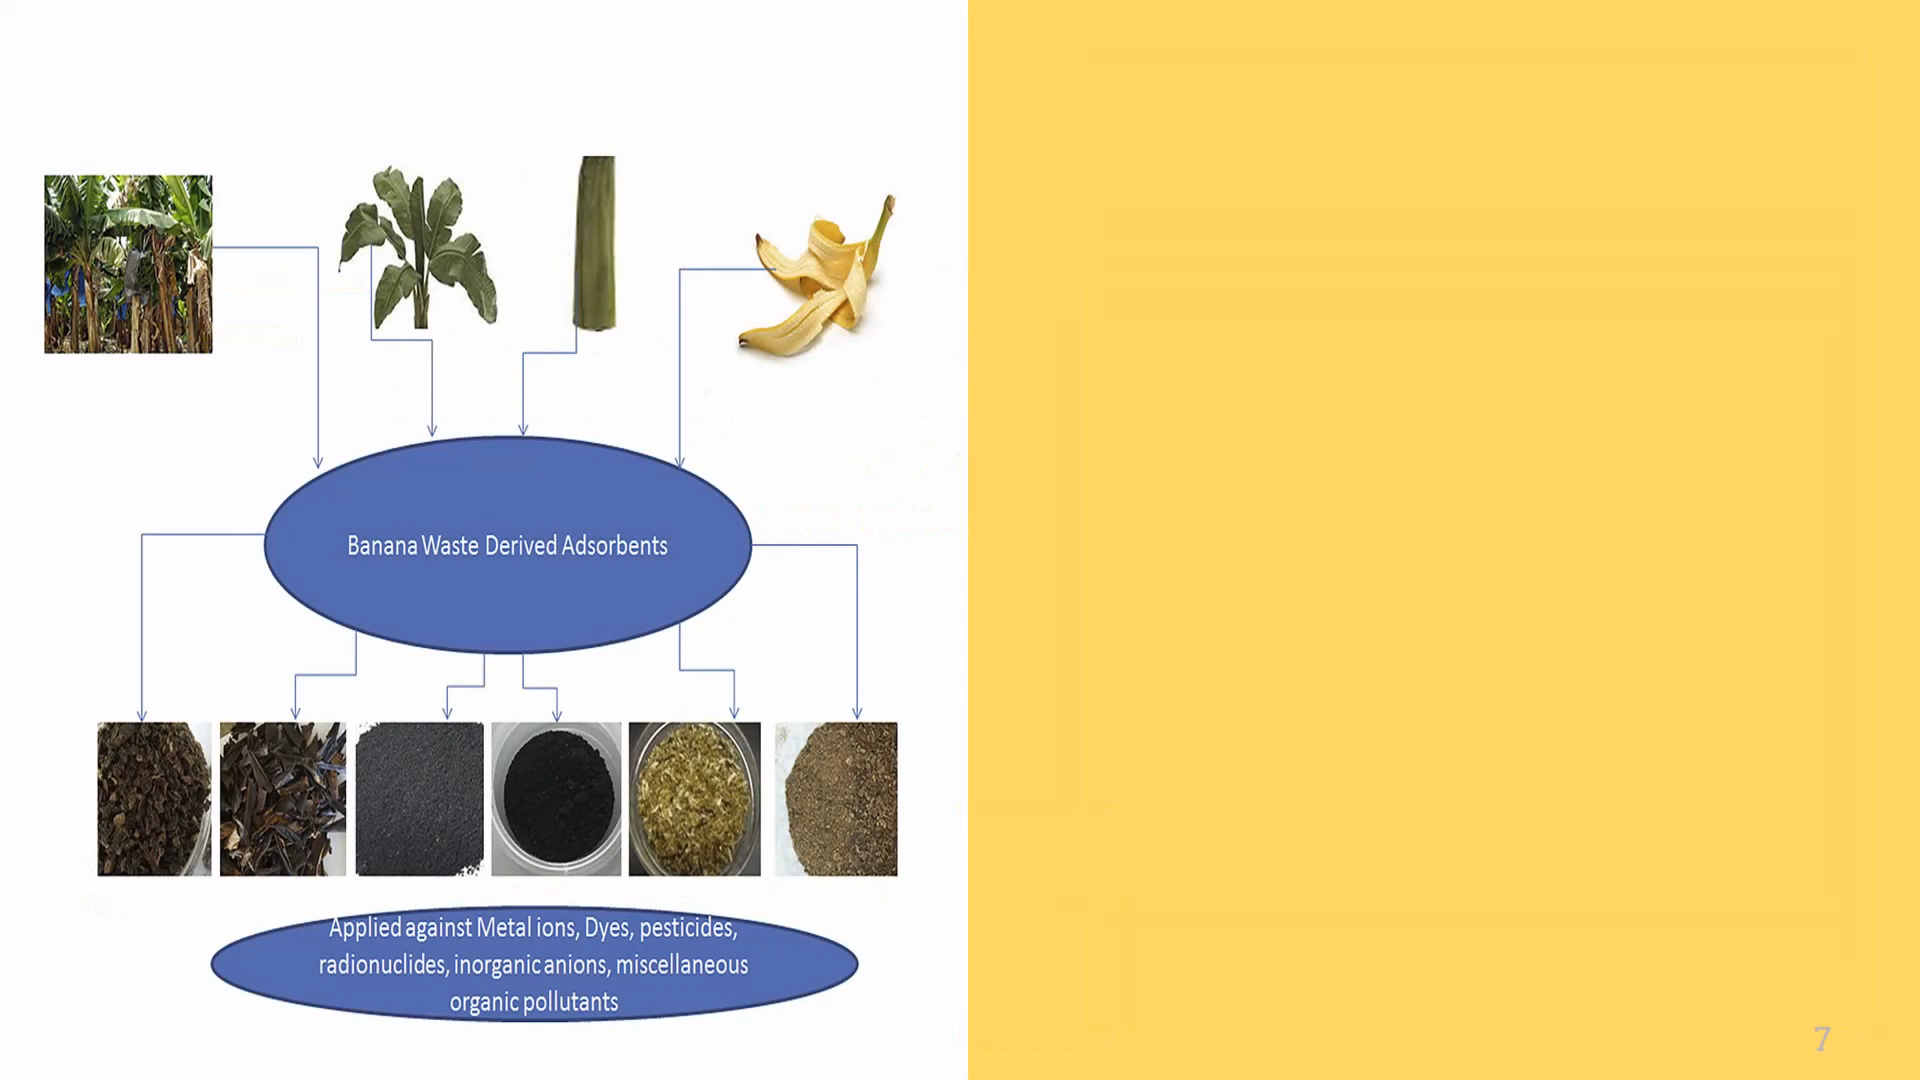 Banana Waste Derived Adsorbents
Applied against Metal ions, Dyes, pesticides,
radionuclides, inorganic anions, miscellaneous
organic pollutants
7